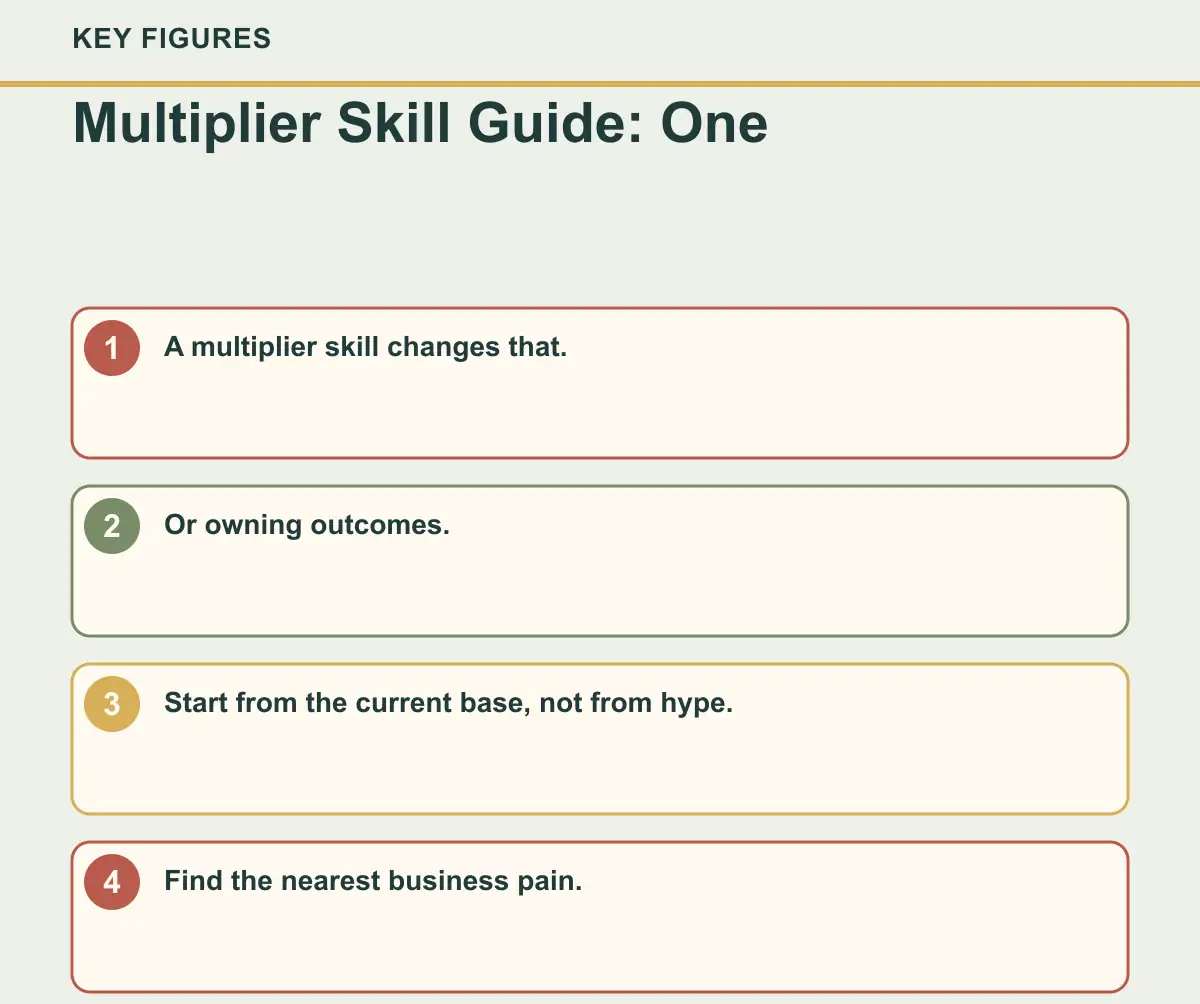 KEY FIGURES
Multiplier Skill Guide: One
1 A multiplier skill changes that.
2 Or owning outcomes.
3 Start from the current base, not from hype.
4 Find the nearest business pain.